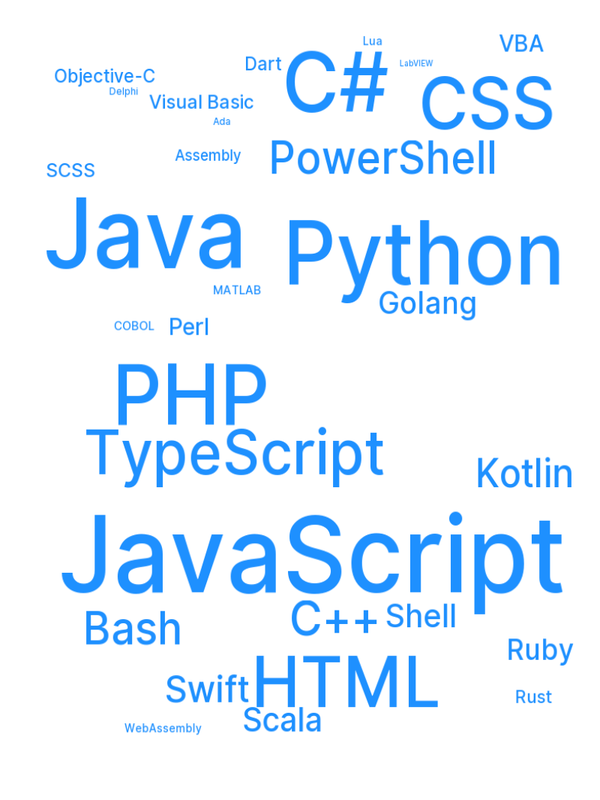 Lua
VBA
Dart
C#
LabVIEW
Objective-C
CSS
Delphi
Visual Basic
Ada
Assembly
PowerShell
SCSS
Java
Python
MATLAB
Golang
COBOL
Perl
PHP
TypeScript
Kotlin
JavaScript
Bash
C++
Shell
Ruby
HTML
Swift
Rust
Scala
WebAssembly